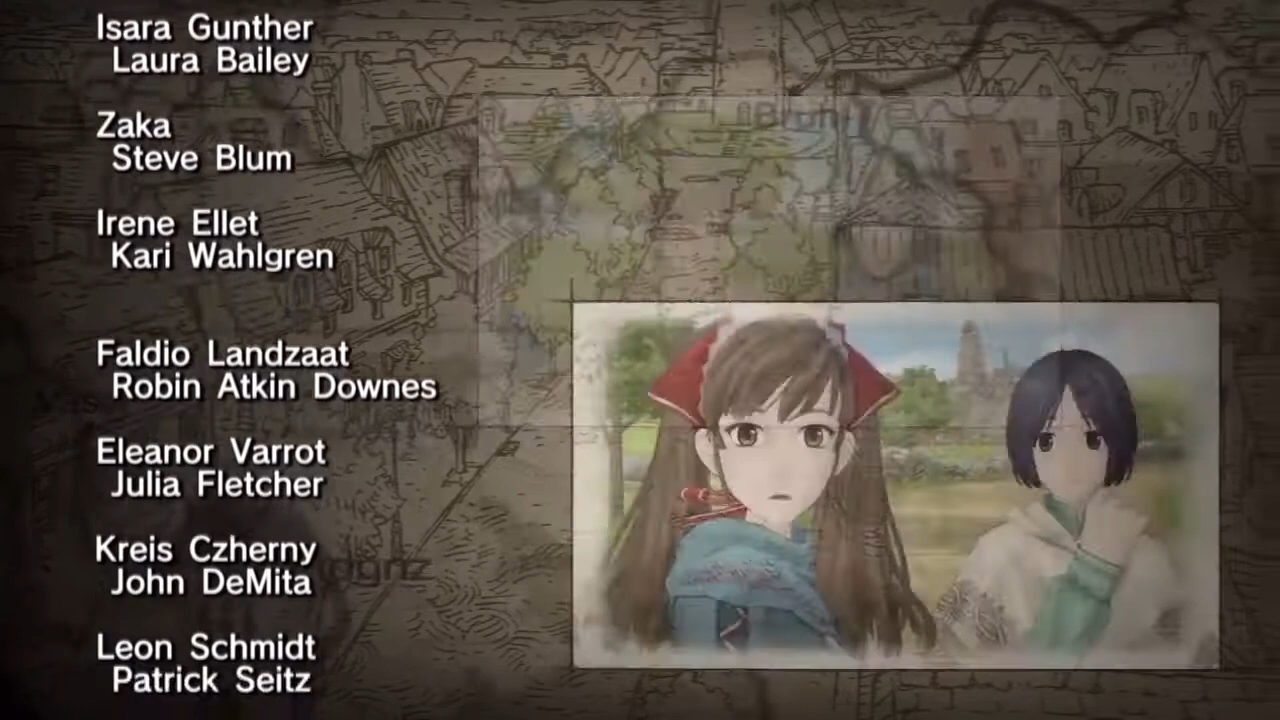 Isara Gunther
Laura Bailey
Zaka
Steve Blum
Irene Ellet
Kari Wahlgren
Faldio Landzaat
Robin Atkin Downes
Eleanor Varrot
Julia Fletcher
Kreis Czherny
John DeMita
Leon Schmidt
Patrick Seitz